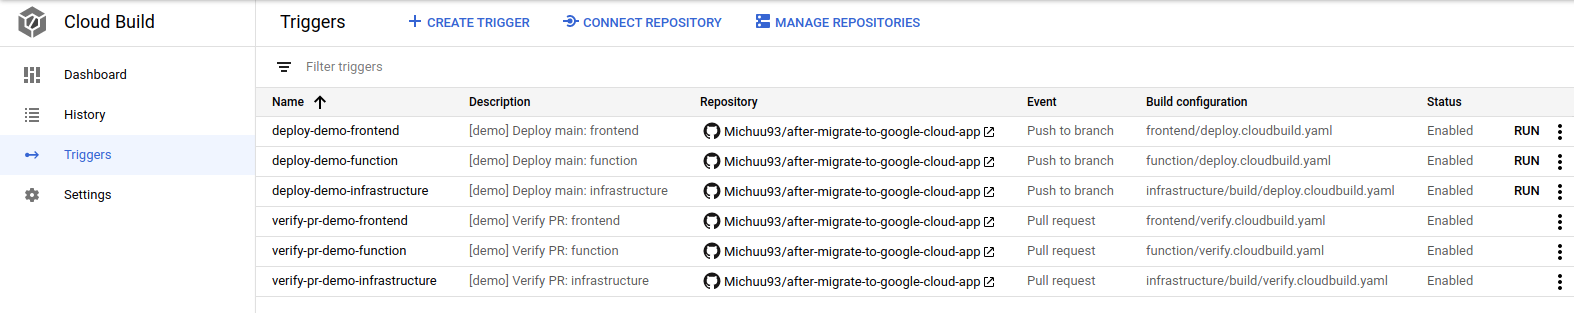 Cloud Build
Triggers CREATE TRIGGER CONNECT REPOSITORY MANAGE REPOSITORIES
Dashboard
History
Triggers
Settings
Filter triggers
Name Description Repository Event Build configuration Status
deploy-demo-frontend [demo] Deploy main: frontend Michuu93/after-migrate-to-google-cloud-app Push to branch frontend/deploy.cloudbuild.yaml Enabled RUN
deploy-demo-function [demo] Deploy main: function Michuu93/after-migrate-to-google-cloud-app Push to branch function/deploy.cloudbuild.yaml Enabled RUN
deploy-demo-infrastructure [demo] Deploy main: infrastructure Michuu93/after-migrate-to-google-cloud-app Push to branch infrastructure/build/deploy.cloudbuild.yaml Enabled RUN
verify-pr-demo-frontend [demo] Verify PR: frontend Michuu93/after-migrate-to-google-cloud-app Pull request frontend/verify.cloudbuild.yaml Enabled
verify-pr-demo-function [demo] Verify PR: function Michuu93/after-migrate-to-google-cloud-app Pull request function/verify.cloudbuild.yaml Enabled
verify-pr-demo-infrastructure [demo] Verify PR: infrastructure Michuu93/after-migrate-to-google-cloud-app Pull request infrastructure/build/verify.cloudbuild.yaml Enabled